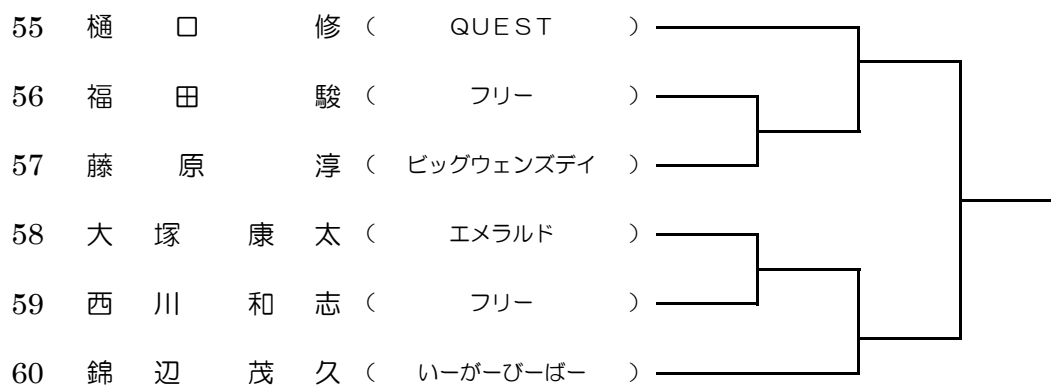 55 樋口 修 ( QUEST )
56 福田 駿 ( フリー )
57 藤原 淳 ( ビッグウェンズデイ )
58 大塚 康太 ( エメラルド )
59 西川 和志 ( フリー )
60 錦辺 茂久 ( いーがーびーばー )